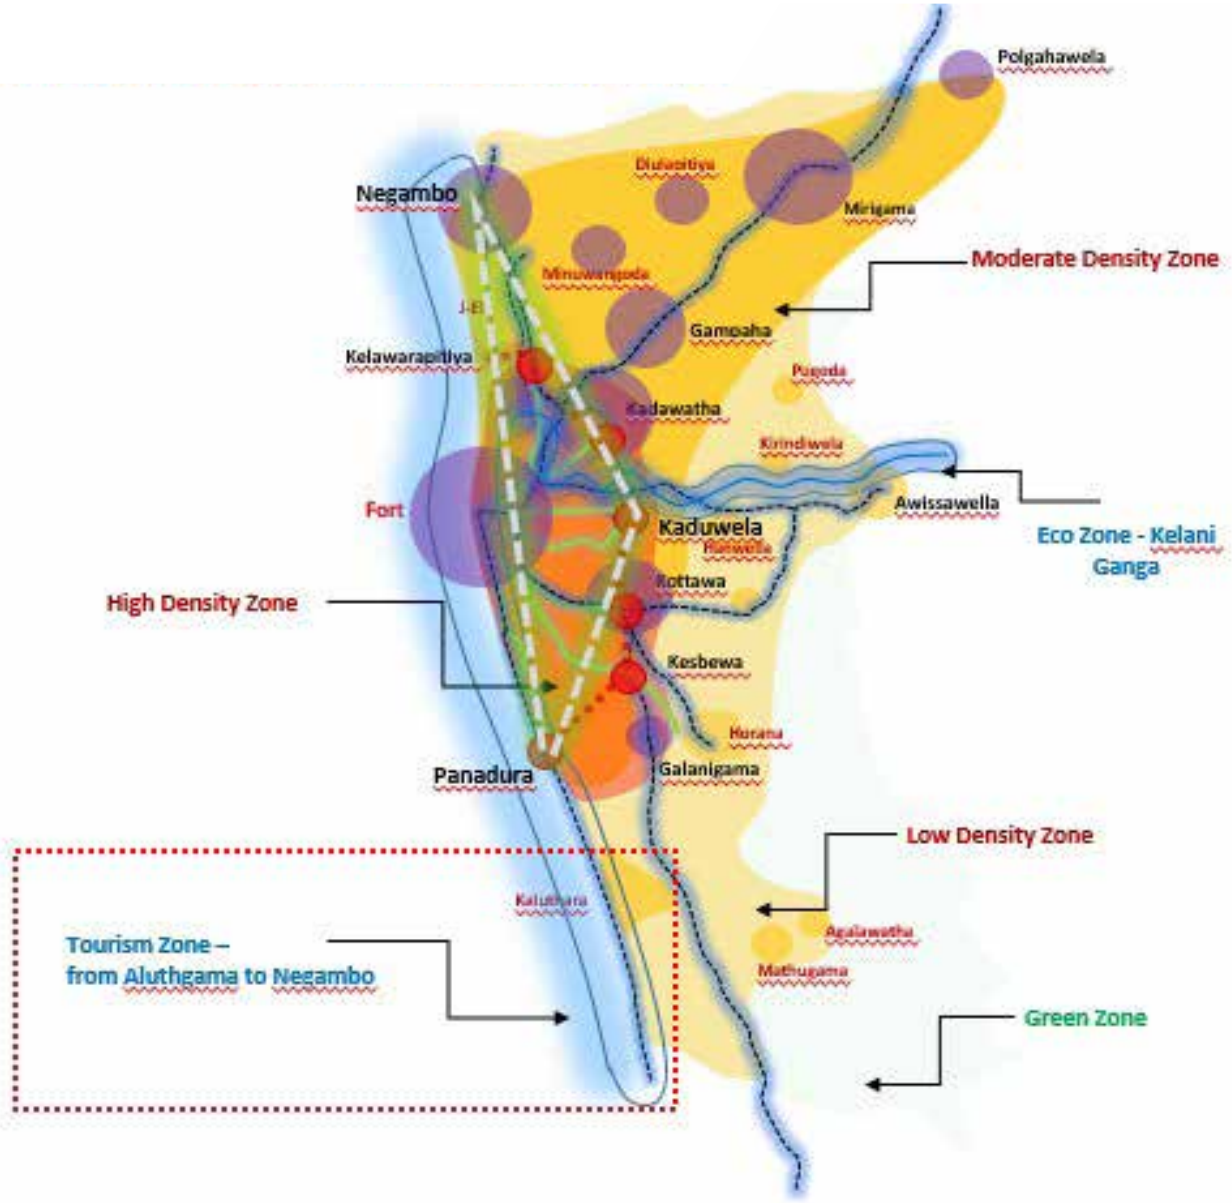 Polgahawela
Divlapitiya
Negambo
Mirigama
Moderate Density Zone
Minuwangoda
J-El
Gampaha
Kelawarapitiya
Pugoda
Kadawatha
Kirindiwela
Awissawella
Fort
Kaduwela
Hanwella
Eco Zone - Kelani
Ganga
Kottawa
High Density Zone
Kesbewa
Horana
Galanigama
Panadura
Low Density Zone
Kaluthara
Agalawatha
Tourism Zone –
from Aluthgama to Negambo
Mathugama
Green Zone